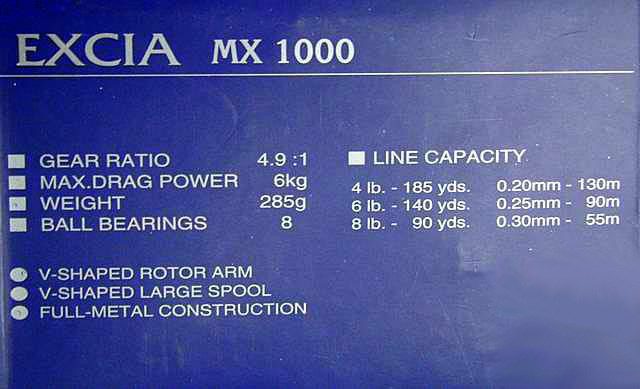 EXCIA MX 1000
GEAR RATIO 4.9 :1
MAX.DRAG POWER 6kg
WEIGHT 285g
BALL BEARINGS 8
LINE CAPACITY
4 lb. - 185 yds. 0.20mm - 130m
6 lb. - 140 yds. 0.25mm - 90m
8 lb. - 90 yds. 0.30mm - 55m
V-SHAPED ROTOR ARM
V-SHAPED LARGE SPOOL
FULL-METAL CONSTRUCTION